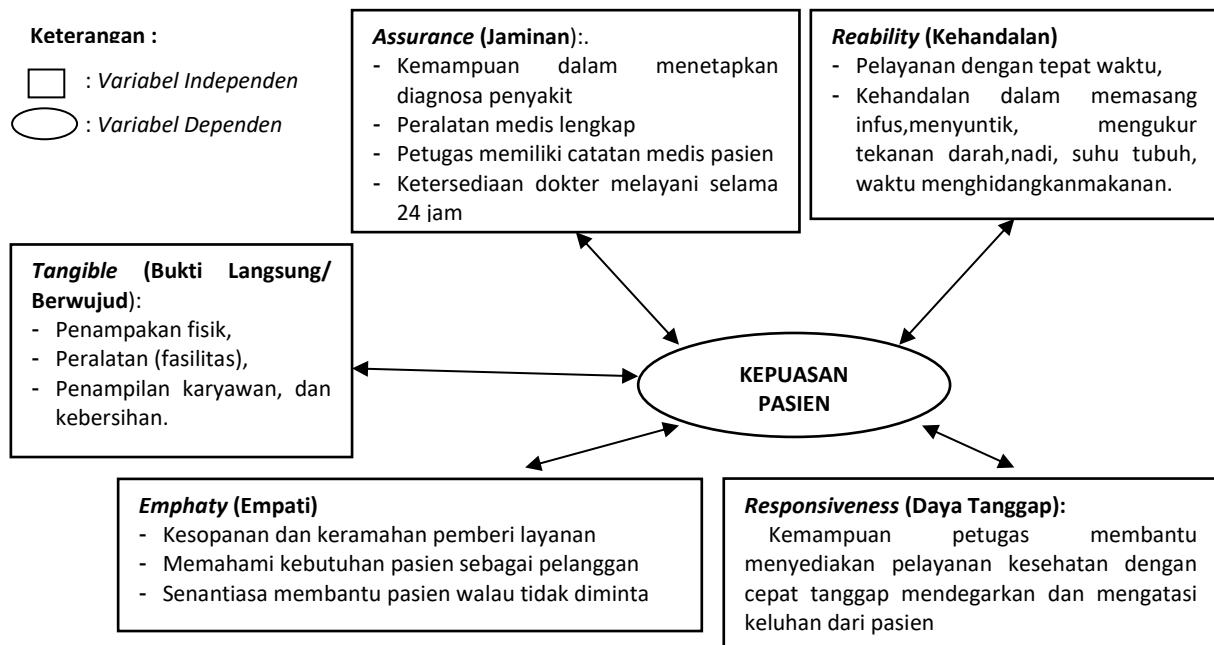 Keterangan :
: Variabel Independen
: Variabel Dependen
Assurance (Jaminan):.
- Kemampuan dalam menetapkan
diagnosa penyakit
- Peralatan medis lengkap
- Petugas memiliki catatan medis pasien
- Ketersediaan dokter melayani selama
24 jam
Reability (Kehandalan)
- Pelayanan dengan tepat waktu,
- Kehandalan dalam memasang
infus,menyuntik, mengukur
tekanan darah,nadi, suhu tubuh,
waktu menghidangkanmakanan.
Tangible (Bukti Langsung/
Berwujud):
- Penampakan fisik,
- Peralatan (fasilitas),
- Penampilan karyawan, dan
kebersihan.
KEPUASAN
PASIEN
Emphaty (Empati)
- Kesopanan dan keramahan pemberi layanan
- Memahami kebutuhan pasien sebagai pelanggan
- Senantiasa membantu pasien walau tidak diminta
Responsiveness (Daya Tanggap):
Kemampuan petugas membantu
menyediakan pelayanan kesehatan dengan
cepat tanggap mendegarkan dan mengatasi
keluhan dari pasien